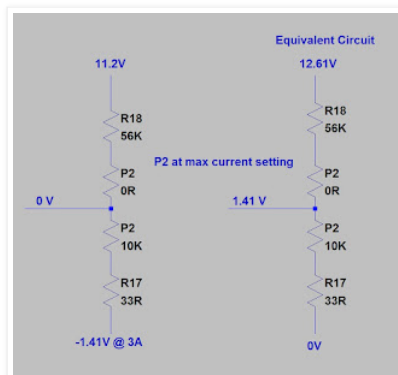 Equivalent Circuit
11.2V
12.61V
R18
56K
R18
56K
P2
0R
P2 at max current setting
P2
0R
0 V
1.41 V
P2
10K
P2
10K
R17
33R
R17
33R
-1.41V @ 3A
0V